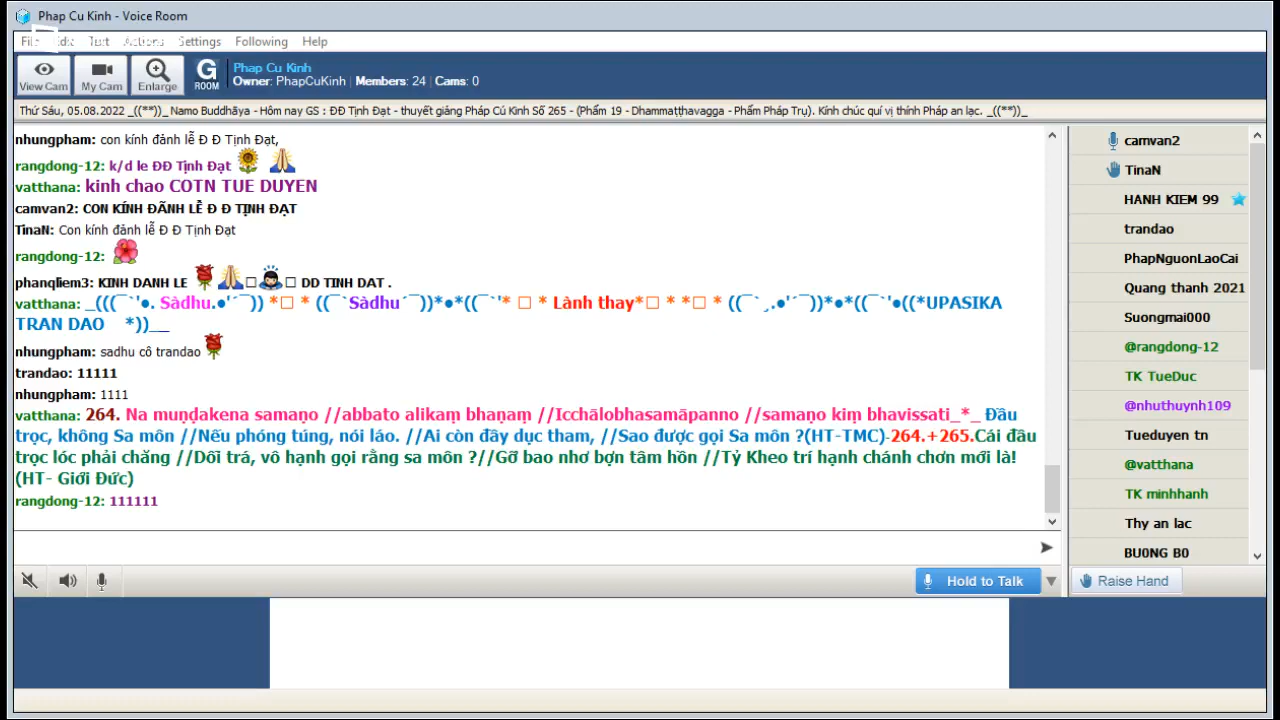 Phap Cu Kinh - Voice Room
Text Actions Settings Following Help
View Cam My Cam Enlarge G ROOM
Phap Cu Kinh
Owner: PhapCuKinh | Members: 24 | Cams: 0
Thứ Sáu, 05.08.2022 _((**))_ Namo Buddhāya - Hôm nay GS : ĐĐ Tịnh Đạt - thuyết giảng Pháp Cú Kinh Số 265 - (Phẩm 19 - Dhammaṭṭhavagga - Phẩm Pháp Trụ). Kính chúc quí vị thính Pháp an lạc. _((**))_
nhungpham: con kính đảnh lễ Đ Đ Tịnh Đạt,
rangdong-12: k/d le ĐĐ Tịnh Đạt
vatthana: kinh chao COTN TUE DUYEN
camvan2: CON KÍNH ĐÃNH LỄ Đ Đ TỊNH ĐẠT
TinaN: Con kính đảnh lễ Đ Đ Tịnh Đạt
rangdong-12:
phanqliem3: KINH DANH LE □ □ DD TINH DAT .
vatthana: _(((¯`'●. Sàdhu.●'´¯)) *□ * ((¯`Sàdhu´¯))*●*((¯`'* □ * Lành thay*□ * *□ * ((¯`¸.●'´¯))*●*((¯`'●((*UPASIKA
TRAN DAO *))__
nhungpham: sadhu cô trandao
trandao: 11111
nhungpham: 1111
vatthana: 264. Na muṇḍakena samaṇo //abbato alikaṃ bhaṇaṃ //Icchālobhasamāpanno //samaṇo kiṃ bhavissati_*_ Đầu
trọc, không Sa môn //Nếu phóng túng, nói láo. //Ai còn đầy dục tham, //Sao được gọi Sa môn ?(HT-TMC)-264.+265.Cái đầu
trọc lóc phải chăng //Dối trá, vô hạnh gọi rằng sa môn ?//Gỡ bao nhơ bợn tâm hồn //Tỷ Kheo trí hạnh chánh chơn mới là!
(HT- Giới Đức)
rangdong-12: 111111
camvan2
TinaN
HANH KIEM 99
trandao
PhapNguonLaoCai
Quang thanh 2021
Suongmai000
@rangdong-12
TK TueDuc
@nhuthuynh109
Tueduyen tn
@vatthana
TK minhhanh
Thy an lac
BU0NG B0
Hold to Talk
Raise Hand